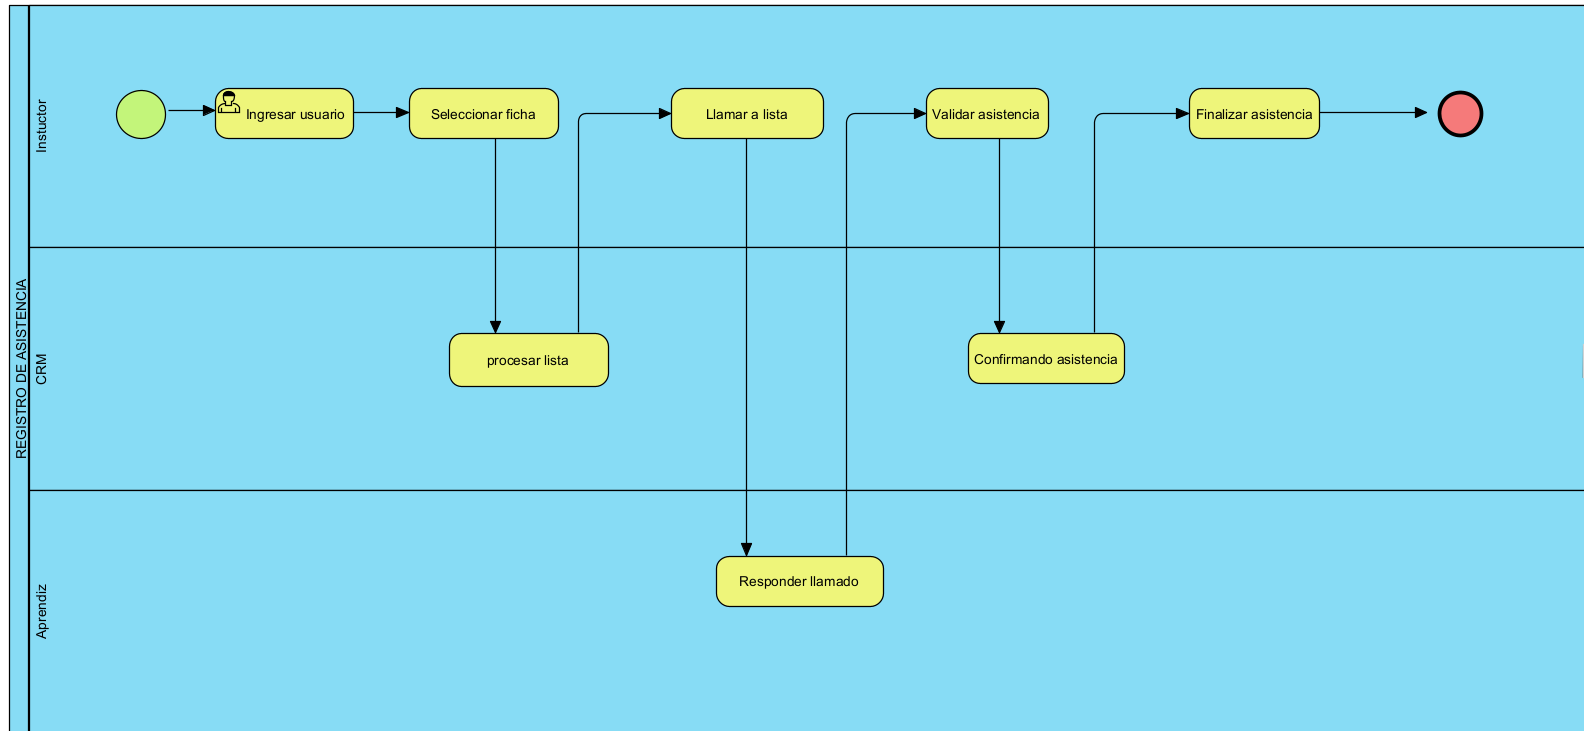 REGISTRO DE ASISTENCIA
Instuctor
Ingresar usuario
Seleccionar ficha
Llamar a lista
Validar asistencia
Finalizar asistencia
CRM
procesar lista
Confirmando asistencia
Aprendiz
Responder llamado